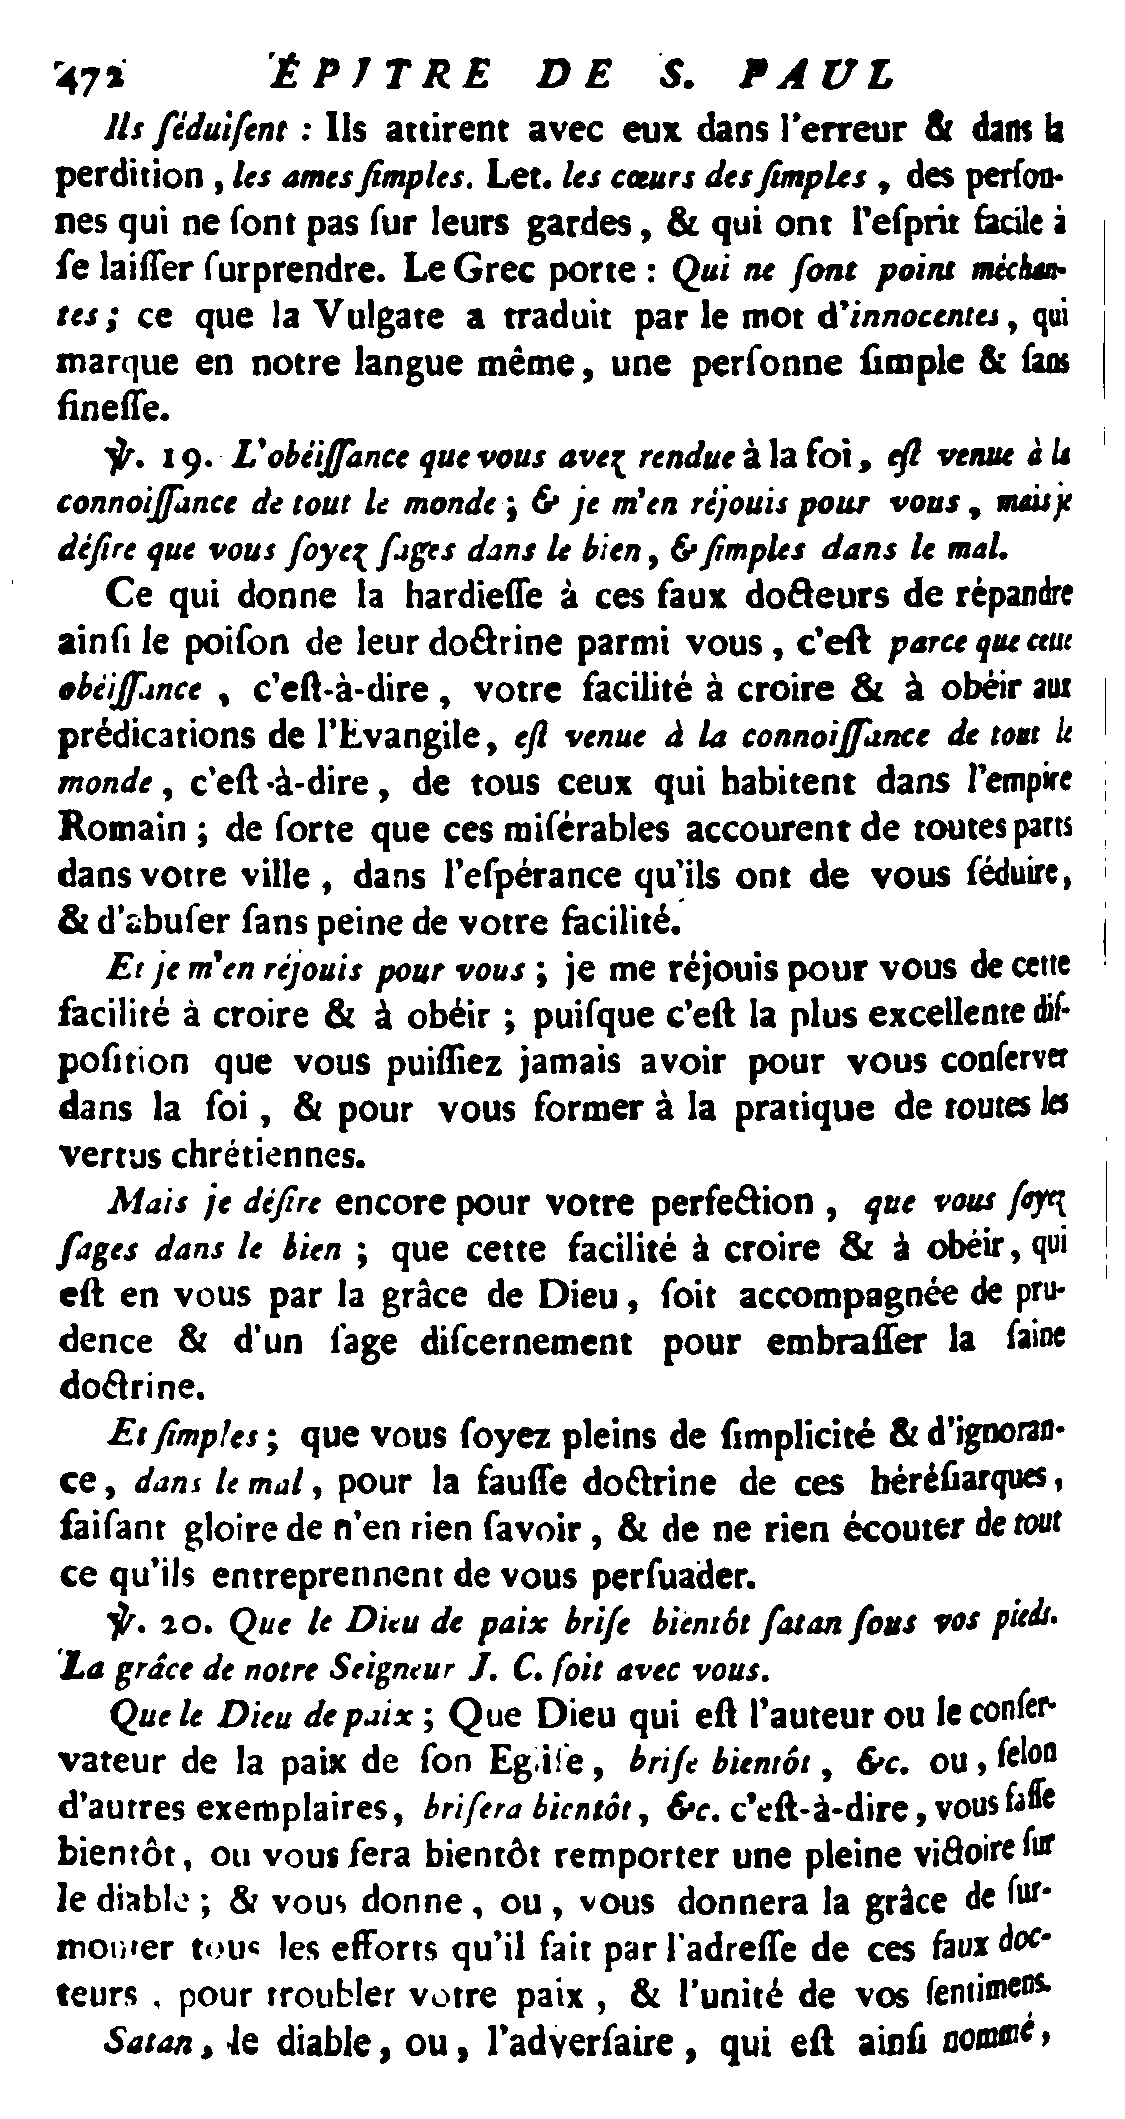 472 ÉPITRE DE S. PAUL
Ils ſéduiſent : Ils attirent avec eux dans l'erreur & dans la
perdition , les ames ſimples. Let. les cœurs des ſimples , des perſon-
nes qui ne ſont pas ſur leurs gardes , & qui ont l'eſprit facile à
ſe laiſſer ſurprendre. Le Grec porte : Qui ne ſont point méchan-
tes ; ce que la Vulgate a traduit par le mot d'innocentes , qui
marque en notre langue même , une perſonne ſimple & ſans
fineſſe.
℣. 19. L'obéiſſance que vous avez rendue à la foi , eſt venue à la
connoiſſance de tout le monde ; & je m'en réjouis pour vous , mais je
déſire que vous ſoyez ſages dans le bien , & ſimples dans le mal.
Ce qui donne la hardieſſe à ces faux docteurs de répandre
ainſi le poiſon de leur doctrine parmi vous , c'eſt parce que cette
obéiſſance , c'eſt-à-dire , votre facilité à croire & à obéir aux
prédications de l'Evangile , eſt venue à la connoiſſance de tout le
monde , c'eſt-à-dire , de tous ceux qui habitent dans l'empire
Romain ; de ſorte que ces miſérables accourent de toutes parts
dans votre ville , dans l'eſpérance qu'ils ont de vous ſéduire ,
& d'abuſer ſans peine de votre facilité.
Et je m'en réjouis pour vous ; je me réjouis pour vous de cette
facilité à croire & à obéir ; puiſque c'eſt la plus excellente diſ-
poſition que vous puiſſiez jamais avoir pour vous conſerver
dans la foi , & pour vous former à la pratique de toutes les
vertus chrétiennes.
Mais je déſire encore pour votre perfection , que vous ſoyez
ſages dans le bien ; que cette facilité à croire & à obéir , qui
eſt en vous par la grâce de Dieu , ſoit accompagnée de pru-
dence & d'un ſage diſcernement pour embraſſer la ſaine
doctrine.
Et ſimples ; que vous ſoyez pleins de ſimplicité & d'ignoran-
ce , dans le mal , pour la fauſſe doctrine de ces héréſiarques ,
faiſant gloire de n'en rien ſavoir , & de ne rien écouter de tout
ce qu'ils entreprennent de vous perſuader.
℣. 20. Que le Dieu de paix briſe bientôt ſatan ſous vos pieds.
La grâce de notre Seigneur J. C. ſoit avec vous.
Que le Dieu de paix ; Que Dieu qui eſt l'auteur ou le conſer-
vateur de la paix de ſon Egliſe , briſe bientôt , &c. ou , ſelon
d'autres exemplaires , briſera bientôt , &c. c'eſt-à-dire , vous faſſe
bientôt , ou vous fera bientôt remporter une pleine victoire ſur
le diable ; & vous donne , ou , vous donnera la grâce de ſur-
monter tous les efforts qu'il fait par l'adreſſe de ces faux doc-
teurs , pour troubler votre paix , & l'unité de vos ſentimens.
Satan , le diable , ou , l'adverſaire , qui eſt ainſi nommé ,